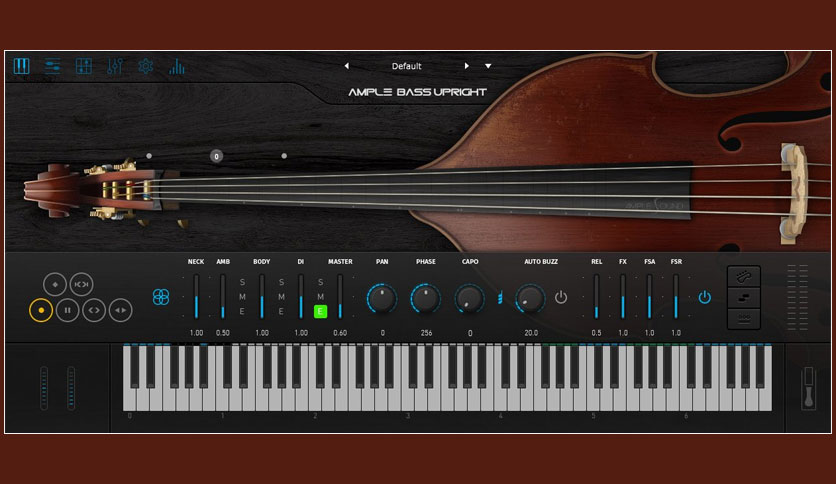 Default
AMPLE BASS UPRIGHT
0
AMPLE SOUND
NECK AMB BODY DI MASTER PAN PHASE CAPO AUTO BUZZ REL FX FSA FSR
S S S
M M M
E E E
1.00 0.50 1.00 1.00 0.60 0 256 0 20.0 0.5 1.0 1.0 1.0
0 1 2 3 4 5 6